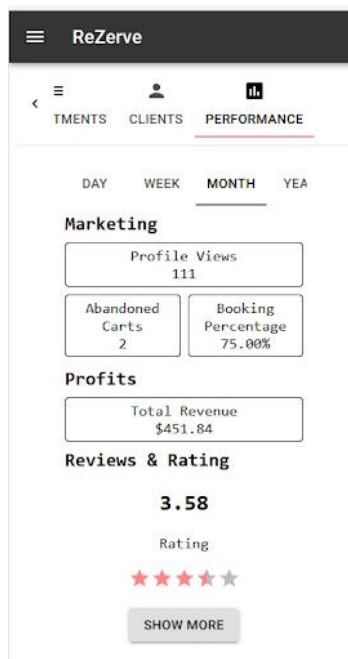 ReZerve
TMENTS CLIENTS PERFORMANCE
DAY WEEK MONTH YEA
Marketing
Profile Views
111
Abandoned
Carts
2
Booking
Percentage
75.00%
Profits
Total Revenue
$451.84
Reviews & Rating
3.58
Rating
SHOW MORE